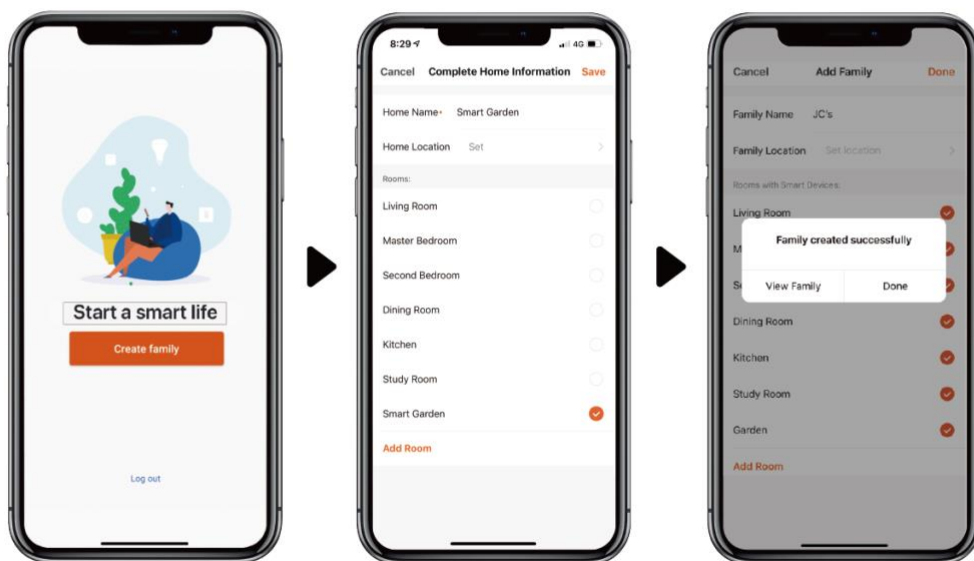 Start a smart life
Create family
Log out
8:29
4G
Cancel Complete Home Information Save
Home Name• Smart Garden
Home Location Set
Rooms:
Living Room
Master Bedroom
Second Bedroom
Dining Room
Kitchen
Study Room
Smart Garden
Add Room
Cancel Add Family Done
Family Name JC's
Family Location Set location
Rooms with Smart Devices:
Living Room
M
Se
Family created successfully
View Family Done
Dining Room
Kitchen
Study Room
Garden
Add Room